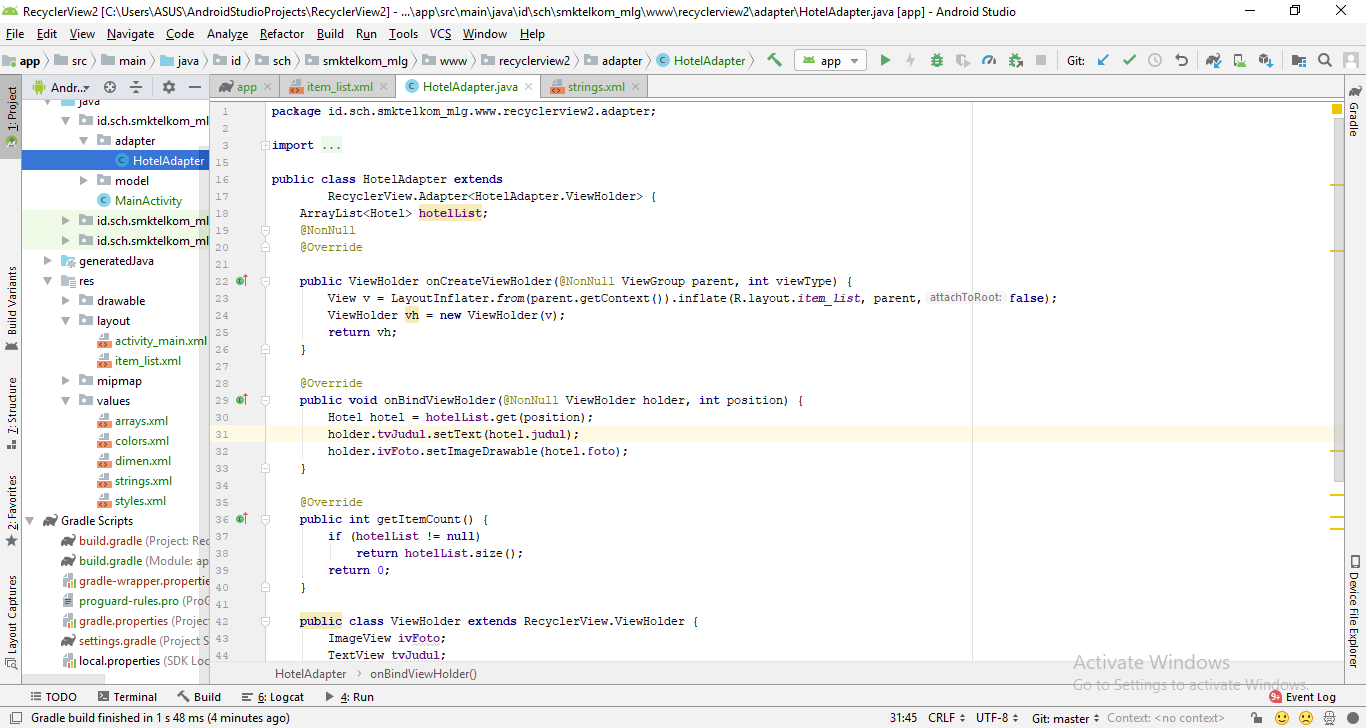 RecyclerView2 [C:\Users\ASUS\AndroidStudioProjects\RecyclerView2] - ...\app\src\main\java\id\sch\smktelkom_mlg\www\recyclerview2\adapter\HotelAdapter.java [app] - Android Studio
File Edit View Navigate Code Analyze Refactor Build Run Tools VCS Window Help
app src main java id sch smktelkom_mlg www recyclerview2 adapter HotelAdapter app Git:
1: Project
Build Variants
7: Structure
2: Favorites
Layout Captures
Andr...
java
id.sch.smktelkom_ml
adapter
HotelAdapter
model
MainActivity
id.sch.smktelkom_ml
id.sch.smktelkom_ml
generatedJava
res
drawable
layout
activity_main.xml
item_list.xml
mipmap
values
arrays.xml
colors.xml
dimen.xml
strings.xml
styles.xml
Gradle Scripts
build.gradle (Project: Rec
build.gradle (Module: ap
gradle-wrapper.propertie
proguard-rules.pro (ProG
gradle.properties (Project
settings.gradle (Project S
local.properties (SDK Loc
app item_list.xml HotelAdapter.java strings.xml
1 package id.sch.smktelkom_mlg.www.recyclerview2.adapter;
2
3 import ...
15
16 public class HotelAdapter extends
17 RecyclerView.Adapter<HotelAdapter.ViewHolder> {
18 ArrayList<Hotel> hotelList;
19 @NonNull
20 @Override
21
22 public ViewHolder onCreateViewHolder(@NonNull ViewGroup parent, int viewType) {
23 View v = LayoutInflater.from(parent.getContext()).inflate(R.layout.item_list, parent, attachToRoot: false);
24 ViewHolder vh = new ViewHolder(v);
25 return vh;
26 }
27
28 @Override
29 public void onBindViewHolder(@NonNull ViewHolder holder, int position) {
30 Hotel hotel = hotelList.get(position);
31 holder.tvJudul.setText(hotel.judul);
32 holder.ivFoto.setImageDrawable(hotel.foto);
33 }
34
35 @Override
36 public int getItemCount() {
37 if (hotelList != null)
38 return hotelList.size();
39 return 0;
40 }
41
42 public class ViewHolder extends RecyclerView.ViewHolder {
43 ImageView ivFoto;
44 TextView tvJudul;
HotelAdapter onBindViewHolder()
Gradle
Device File Explorer
Activate Windows
Go to Settings to activate Windows.
TODO Terminal Build 6: Logcat 4: Run 9+ Event Log
Gradle build finished in 1 s 48 ms (4 minutes ago) 31:45 CRLF UTF-8 Git: master Context: <no context>